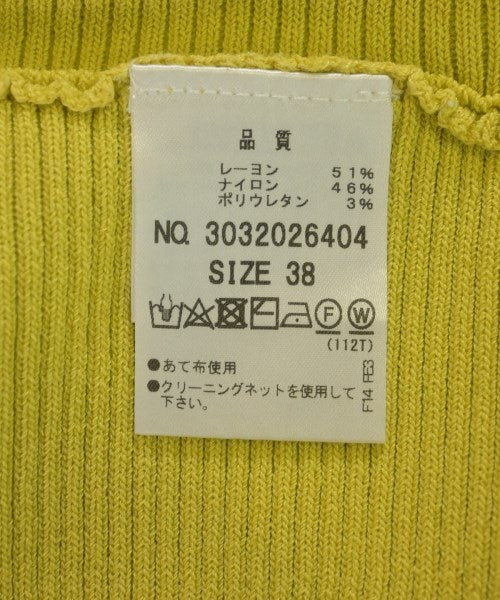 品 質
レーヨン 51%
ナイロン 46%
ポリウレタン 3%
NO. 3032026404
SIZE 38
F W
(112T)
●あて布使用
●クリーニングネットを使用して
下さい。
F14 FE3